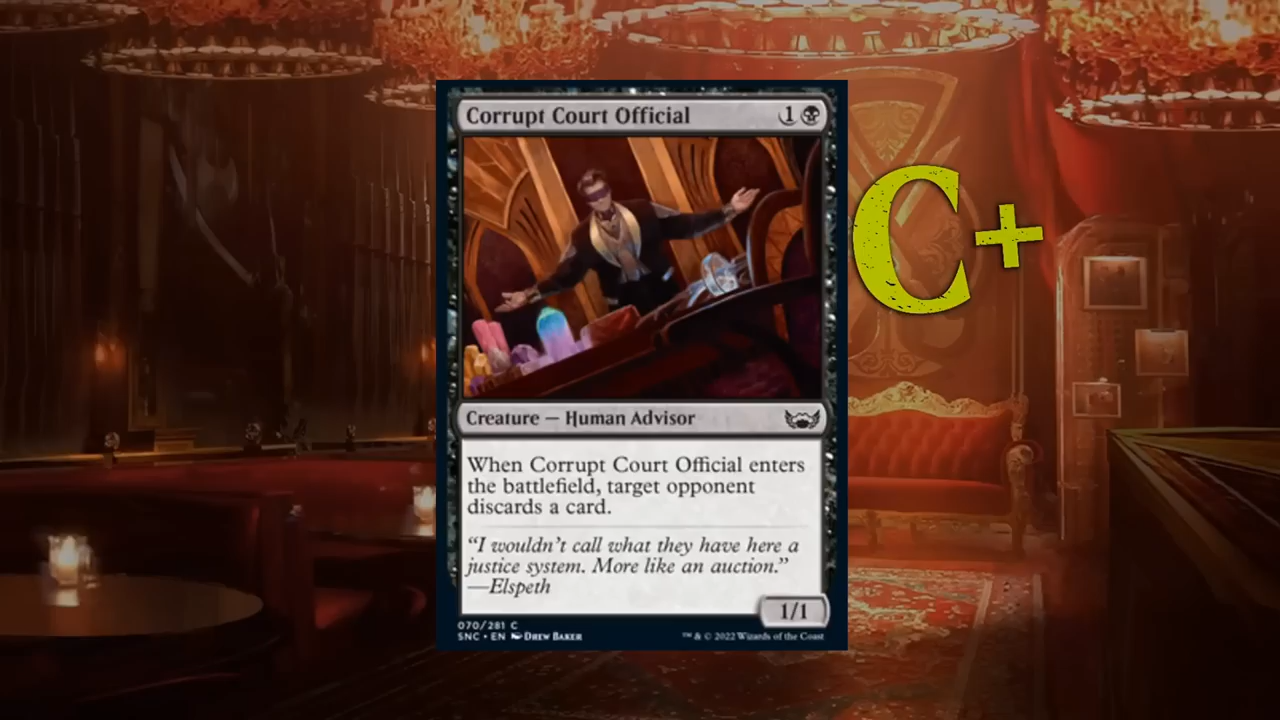 Corrupt Court Official 1
C+
Creature — Human Advisor
When Corrupt Court Official enters
the battlefield, target opponent
discards a card.
“I wouldn’t call what they have here a
justice system. More like an auction.”
—Elspeth
1/1
070/281 C
SNC • EN Drew Baker
™ & © 2022 Wizards of the Coast